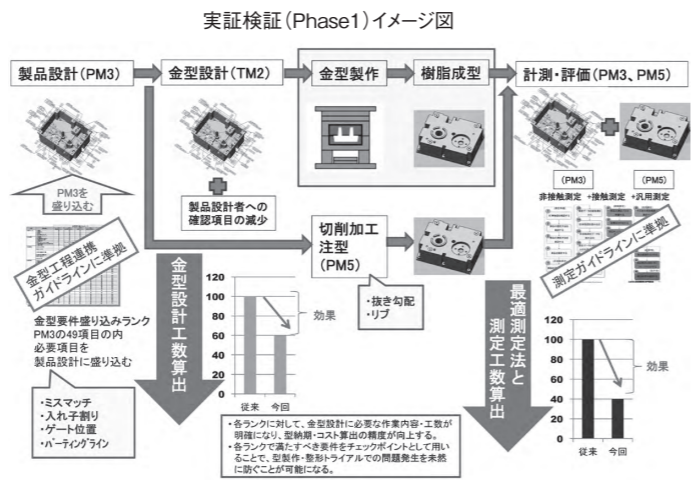 実証検証（Phase1）イメージ図
製品設計（PM3）
金型設計（TM2）
金型製作
樹脂成型
計測・評価（PM3、PM5）
PM3を
盛り込む
製品設計者への
確認項目の減少
切削加工
注型
（PM5）
・抜き勾配
・リブ
（PM3）
（PM5）
非接触測定 +接触測定 +汎用測定
金型工程連携
ガイドラインに準拠
測定ガイドラインに準拠
金型要件盛り込みランク
PM3の49項目の内
必要項目を
製品設計に盛り込む
・ミスマッチ
・入れ子割り
・ゲート位置
・パーティングライン
金型設計工数算出
120
100
80
60
40
20
0
従来 今回
効果
最適測定法と
測定工数算出
120
100
80
60
40
20
0
従来 今回
効果
・各ランクに対して、金型設計に必要な作業内容・工数が
明確になり、型納期・コスト算出の精度が向上する。
・各ランクで満たすべき要件をチェックポイントとして用い
ることで、型製作・整形トライアルでの問題発生を未然
に防ぐことが可能になる。